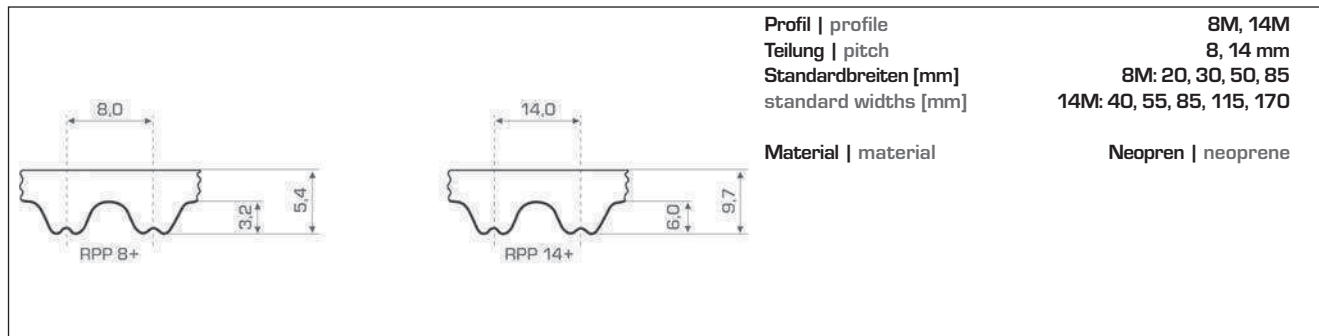 Profil | profile 8M, 14M
Teilung | pitch 8, 14 mm
Standardbreiten [mm] 8M: 20, 30, 50, 85
standard widths [mm] 14M: 40, 55, 85, 115, 170
Material | material Neopren | neoprene
8,0
3,2
5,4
RPP 8+
14,0
6,0
9,7
RPP 14+